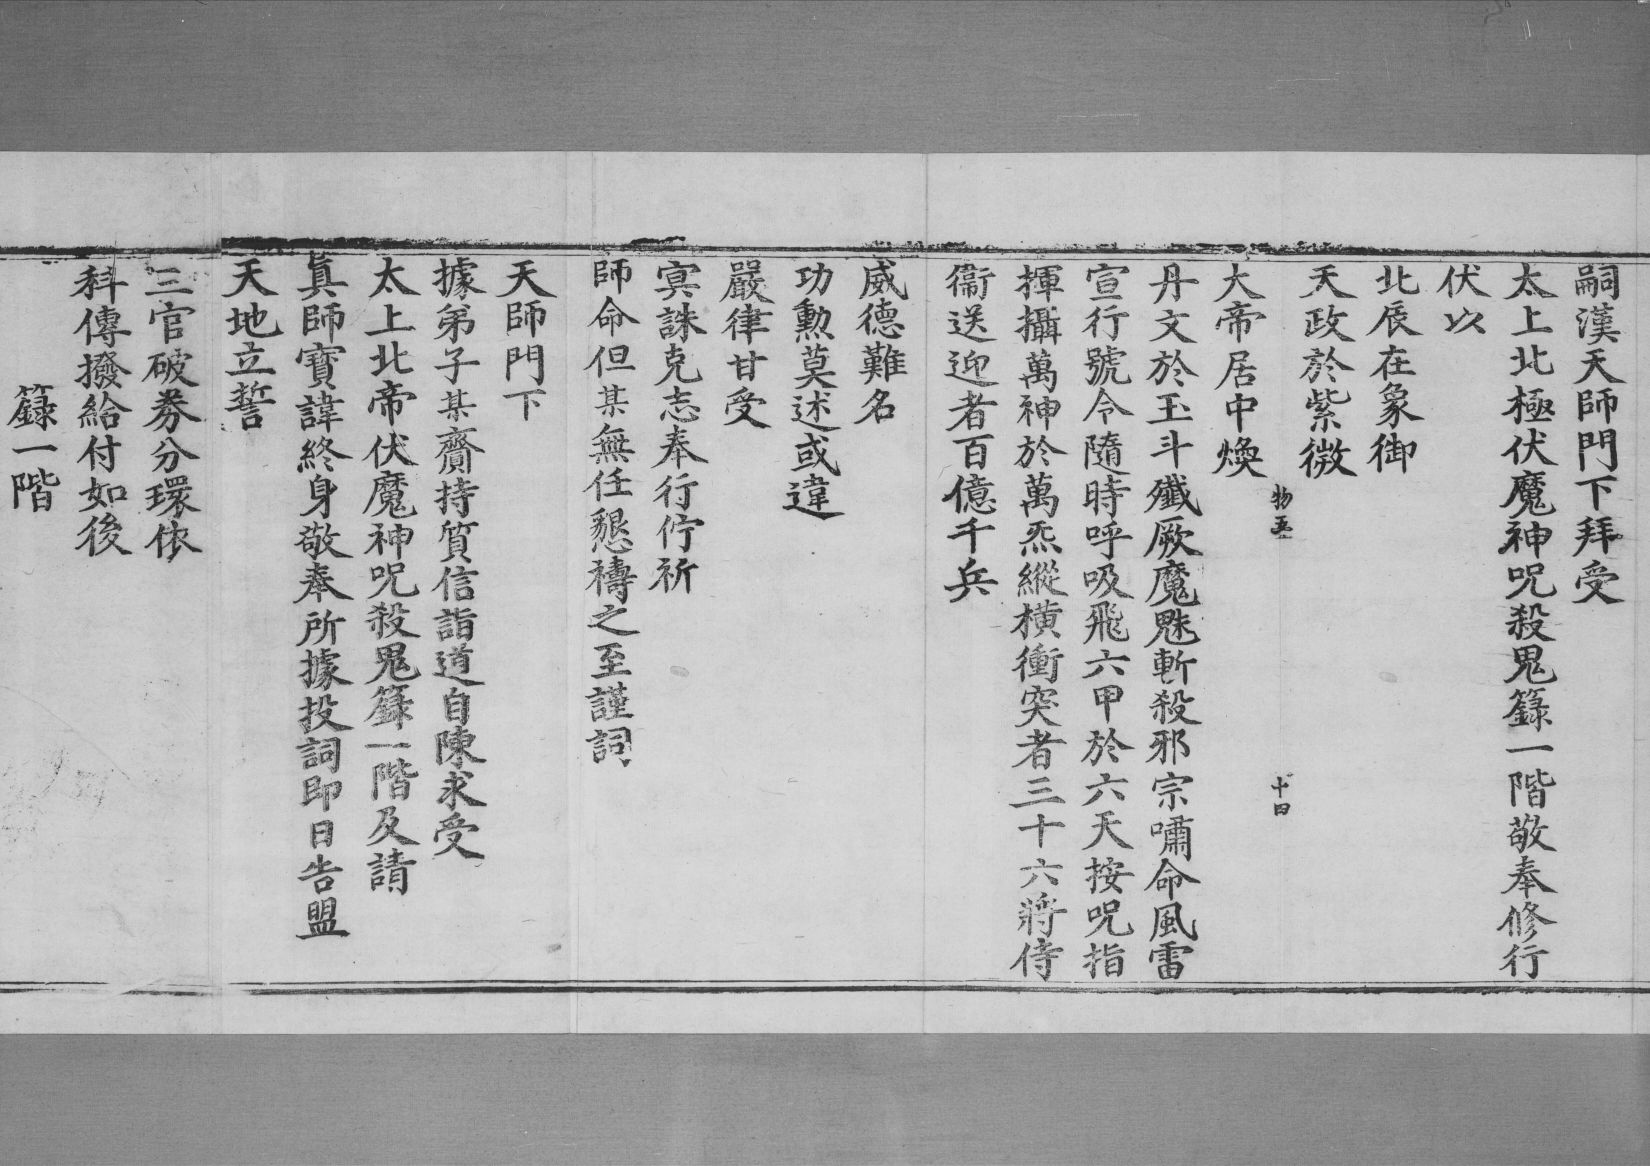 嗣漢天師門下拜受
太上北極伏魔神呪殺鬼籙一階敬奉修行
伏以
北辰在象御
天政於紫微
物五
十四
大帝居中煥
丹文於玉斗殲厥魔魅斬殺邪宗嘯命風雷
宣行號令隨時呼吸飛六甲於六天按呪指
揮攝萬神於萬炁縱橫衝突者三十六將侍
衞送迎者百億千兵
威德難名
功勲莫述或違
嚴律甘受
冥誅克志奉行佇祈
師命但某無任懇禱之至謹詞
天師門下
據弟子某齎持質信詣道自陳求受
太上北帝伏魔神呪殺鬼籙一階及請
眞師寶諱終身敬奉所據投詞即日告盟
天地立誓
三官破券分環依
科傳撥給付如後
籙一階